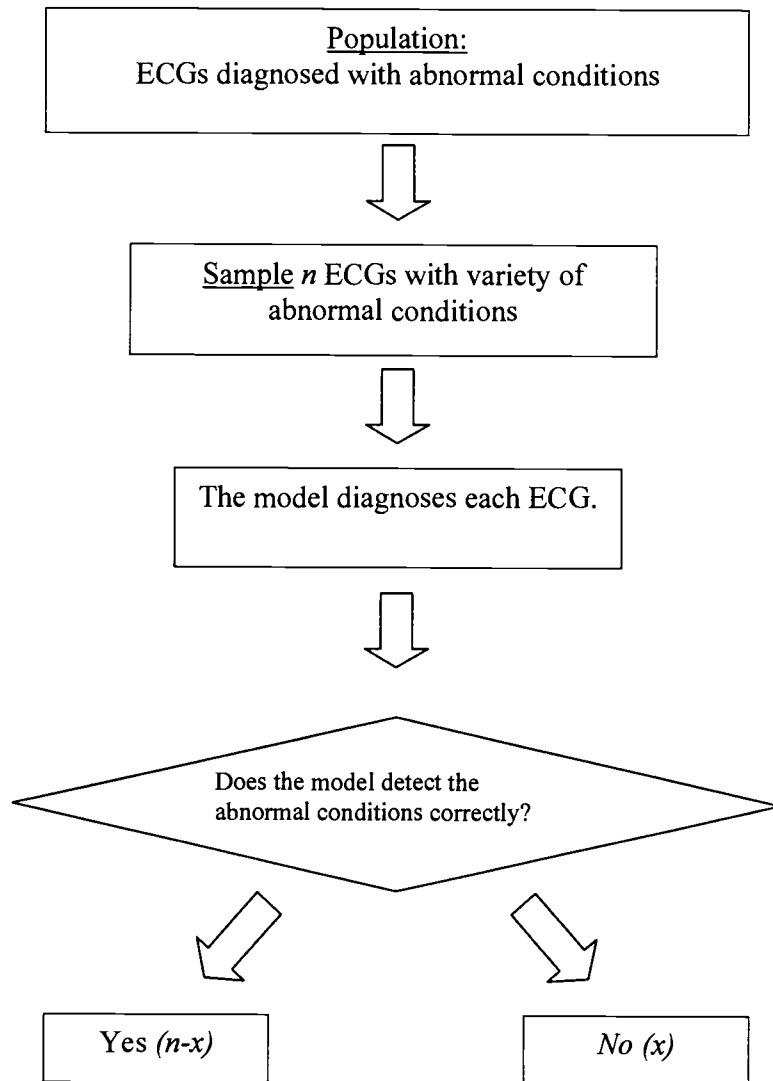 Population:
ECGs diagnosed with abnormal conditions
Sample n ECGs with variety of
abnormal conditions
The model diagnoses each ECG.
Does the model detect the
abnormal conditions correctly?
Yes (n-x)
No (x)